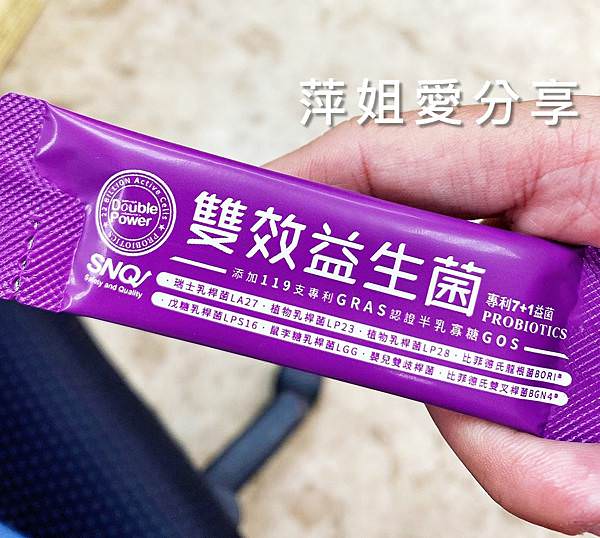 萍姐愛分享
22 BILLION Active Cells
Double
Power
PROBIOTICS
雙效益生菌
SNQ
Safety and Quality
添加119支專利GRAS認證半乳寡糖GOS
專利7+1益菌
PROBIOTICS
·瑞士乳桿菌LA27·植物乳桿菌LP23·植物乳桿菌LP28·比菲德氏龍根菌BORI®
·戊糖乳桿菌LPS16·鼠李糖乳桿菌LGG·嬰兒雙歧桿菌·比菲德氏雙叉桿菌BGN4®